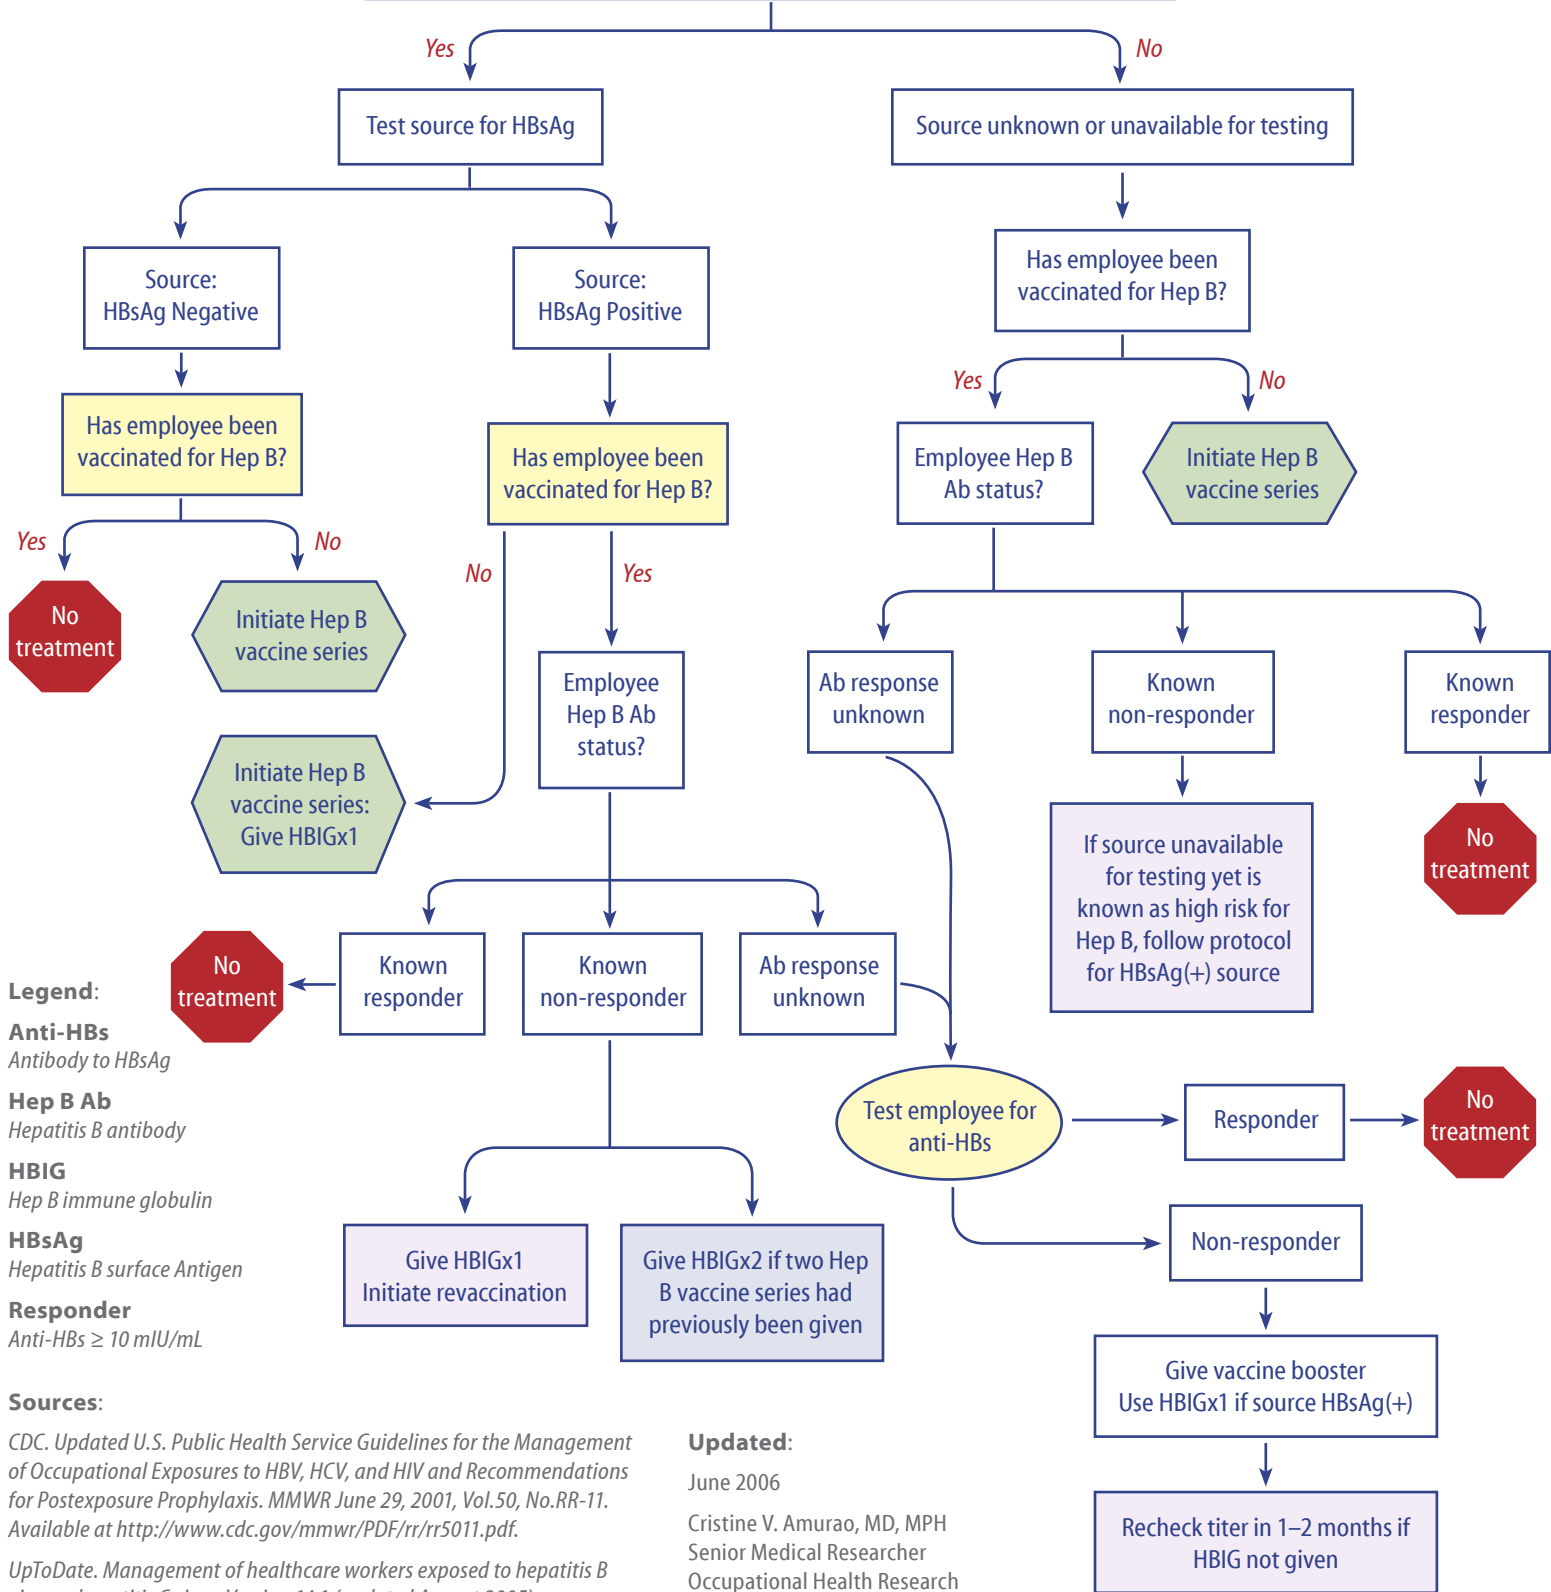 Yes
No
Test source for HBsAg
Source unknown or unavailable for testing
Source:
HBsAg Negative
Source:
HBsAg Positive
Has employee been
vaccinated for Hep B?
Has employee been
vaccinated for Hep B?
Has employee been
vaccinated for Hep B?
Yes
No
Yes
No
No
Yes
Employee Hep B
Ab status?
Initiate Hep B
vaccine series
No
treatment
Initiate Hep B
vaccine series
Employee
Hep B Ab
status?
Ab response
unknown
Known
non-responder
Known
responder
Initiate Hep B
vaccine series:
Give HBIGx1
If source unavailable
for testing yet is
known as high risk for
Hep B, follow protocol
for HBsAg(+) source
No
treatment
No
treatment
Known
responder
Known
non-responder
Ab response
unknown
Test employee for
anti-HBs
Responder
No
treatment
Non-responder
Give HBIGx1
Initiate revaccination
Give HBIGx2 if two Hep
B vaccine series had
previously been given
Give vaccine booster
Use HBIGx1 if source HBsAg(+)
Recheck titer in 1–2 months if
HBIG not given
Legend:
Anti-HBs
Antibody to HBsAg
Hep B Ab
Hepatitis B antibody
HBIG
Hep B immune globulin
HBsAg
Hepatitis B surface Antigen
Responder
Anti-HBs ≥ 10 mIU/mL
Sources:
CDC. Updated U.S. Public Health Service Guidelines for the Management
of Occupational Exposures to HBV, HCV, and HIV and Recommendations
for Postexposure Prophylaxis. MMWR June 29, 2001, Vol.50, No.RR-11.
Available at http://www.cdc.gov/mmwr/PDF/rr/rr5011.pdf.
UpToDate. Management of healthcare workers exposed to hepatitis B
Updated:
June 2006
Cristine V. Amurao, MD, MPH
Senior Medical Researcher
Occupational Health Research